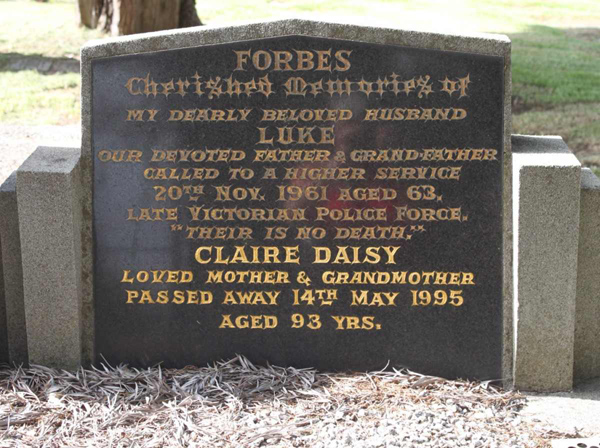 FORBES
Cherished Memories of
MY DEARLY BELOVED HUSBAND
LUKE
OUR DEVOTED FATHER & GRAND-FATHER
CALLED TO A HIGHER SERVICE
20TH NOV. 1961 AGED 63.
LATE VICTORIAN POLICE FORCE.
"THEIR IS NO DEATH."
CLAIRE DAISY
LOVED MOTHER & GRANDMOTHER
PASSED AWAY 14TH MAY 1995
AGED 93 YRS.